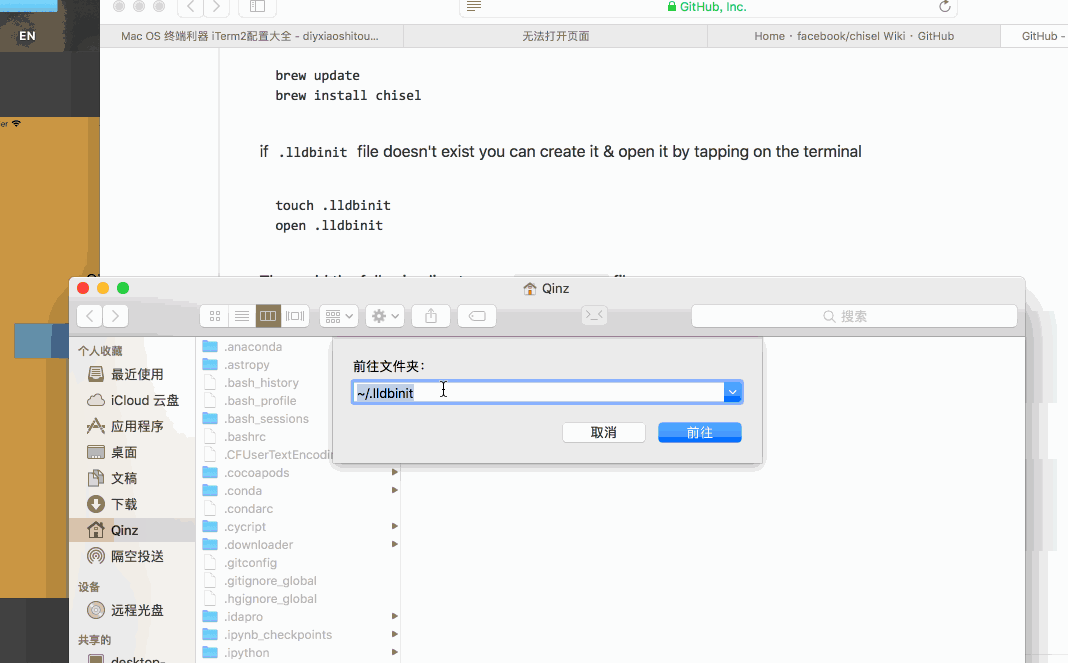 GitHub, Inc.
EN
Mac OS 终端利器 iTerm2配置大全 - diyxiaoshitou...
无法打开页面
Home · facebook/chisel Wiki · GitHub
GitHub -
brew update
brew install chisel
er
if .lldbinit file doesn't exist you can create it & open it by tapping on the terminal
touch .lldbinit
open .lldbinit
Qinz
搜索
个人收藏
最近使用
iCloud 云盘
应用程序
桌面
文稿
下载
Qinz
隔空投送
设备
远程光盘
共享的
desktop-
.anaconda
.astropy
.bash_history
.bash_profile
.bash_sessions
.bashrc
.CFUserTextEncodin
.cocoapods
.conda
.condarc
.cycript
.downloader
.gitconfig
.gitignore_global
.hgignore_global
.idapro
.ipynb_checkpoints
.ipython
前往文件夹：
~/.lldbinit
取消
前往